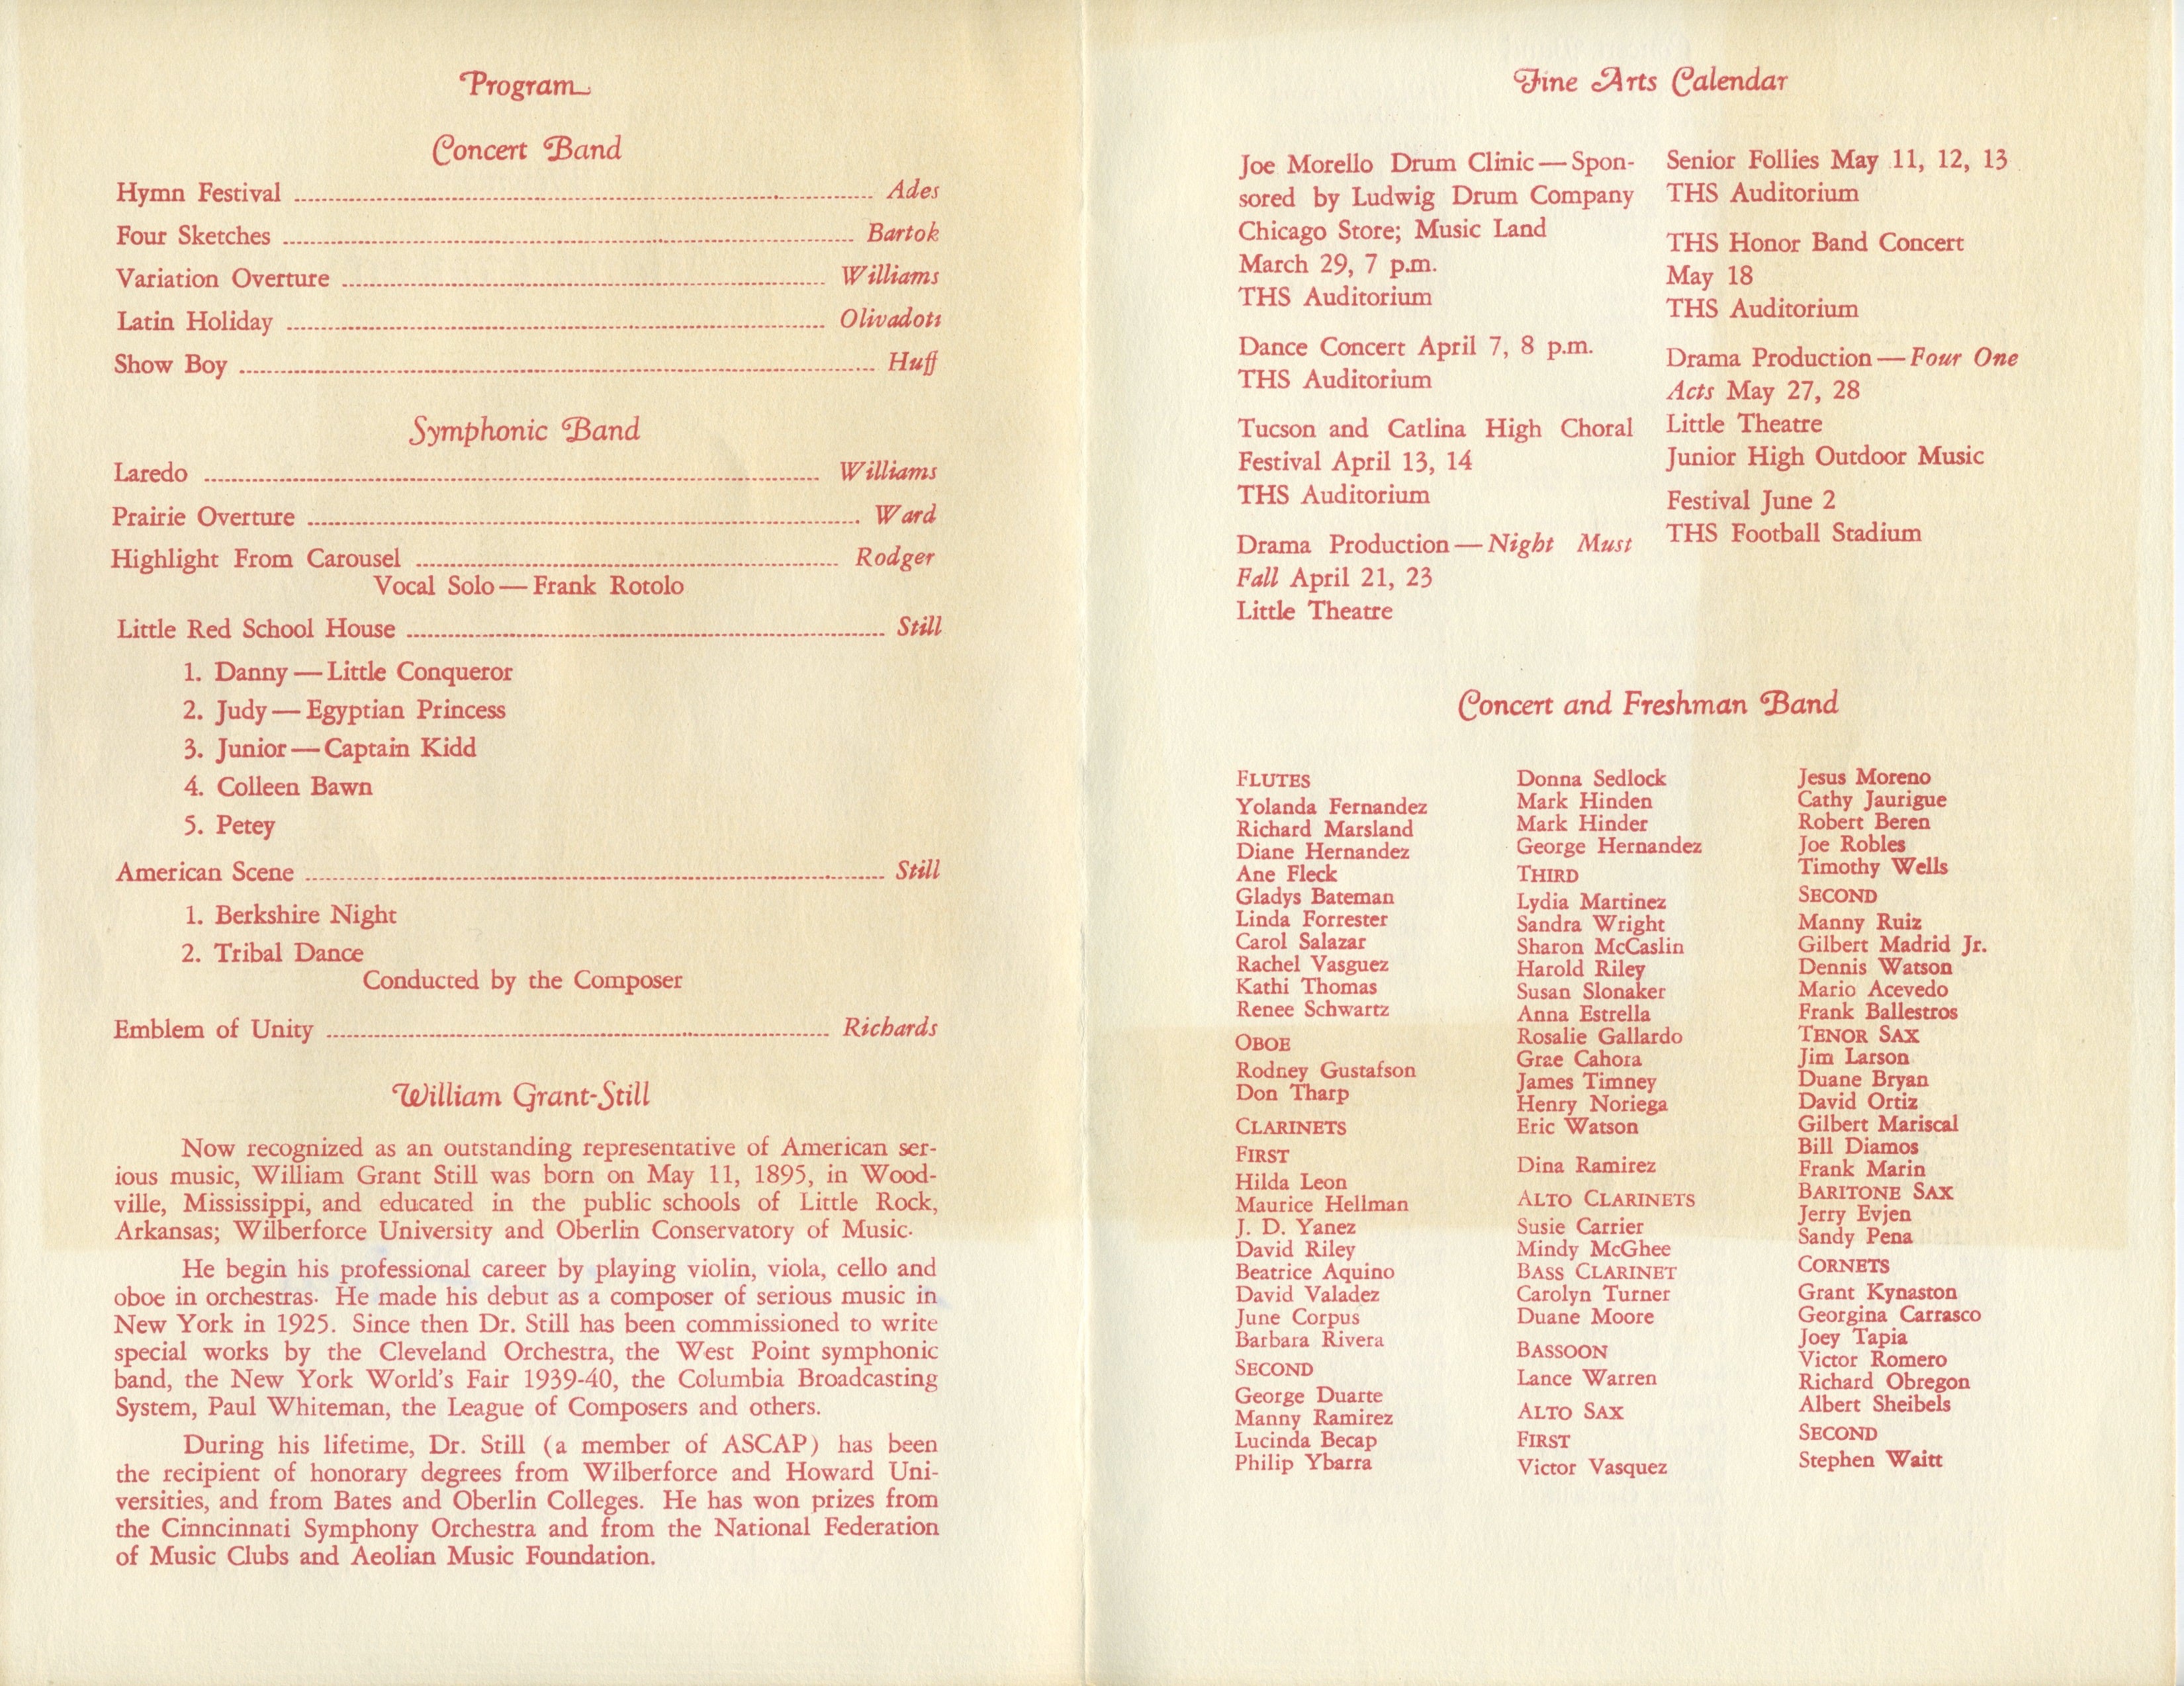 Program
Concert Band
Hymn Festival Ades
Four Sketches Bartok
Variation Overture Williams
Latin Holiday Olivadoti
Show Boy Huff
Symphonic Band
Laredo Williams
Prairie Overture Ward
Highlight From Carousel Rodger
Vocal Solo — Frank Rotolo
Little Red School House Still
1. Danny — Little Conqueror
2. Judy — Egyptian Princess
3. Junior — Captain Kidd
4. Colleen Bawn
5. Petey
American Scene Still
1. Berkshire Night
2. Tribal Dance
Conducted by the Composer
Emblem of Unity Richards
William Grant-Still
Now recognized as an outstanding representative of American ser-
ious music, William Grant Still was born on May 11, 1895, in Wood-
ville, Mississippi, and educated in the public schools of Little Rock,
Arkansas; Wilberforce University and Oberlin Conservatory of Music.
He begin his professional career by playing violin, viola, cello and
oboe in orchestras. He made his debut as a composer of serious music in
New York in 1925. Since then Dr. Still has been commissioned to write
special works by the Cleveland Orchestra, the West Point symphonic
band, the New York World's Fair 1939-40, the Columbia Broadcasting
System, Paul Whiteman, the League of Composers and others.
During his lifetime, Dr. Still (a member of ASCAP) has been
the recipient of honorary degrees from Wilberforce and Howard Uni-
versities, and from Bates and Oberlin Colleges. He has won prizes from
the Cinncinnati Symphony Orchestra and from the National Federation
of Music Clubs and Aeolian Music Foundation.
Fine Arts Calendar
Joe Morello Drum Clinic — Spon-
sored by Ludwig Drum Company
Chicago Store; Music Land
March 29, 7 p.m.
THS Auditorium
Dance Concert April 7, 8 p.m.
THS Auditorium
Tucson and Catlina High Choral
Festival April 13, 14
THS Auditorium
Drama Production — Night Must
Fall April 21, 23
Little Theatre
Senior Follies May 11, 12, 13
THS Auditorium
THS Honor Band Concert
May 18
THS Auditorium
Drama Production — Four One
Acts May 27, 28
Little Theatre
Junior High Outdoor Music
Festival June 2
THS Football Stadium
Concert and Freshman Band
FLUTES
Yolanda Fernandez
Richard Marsland
Diane Hernandez
Ane Fleck
Gladys Bateman
Linda Forrester
Carol Salazar
Rachel Vasguez
Kathi Thomas
Renee Schwartz
OBOE
Rodney Gustafson
Don Tharp
CLARINETS
FIRST
Hilda Leon
Maurice Hellman
J. D. Yanez
David Riley
Beatrice Aquino
David Valadez
June Corpus
Barbara Rivera
SECOND
George Duarte
Manny Ramirez
Lucinda Becap
Philip Ybarra
Donna Sedlock
Mark Hinden
Mark Hinder
George Hernandez
THIRD
Lydia Martinez
Sandra Wright
Sharon McCaslin
Harold Riley
Susan Slonaker
Anna Estrella
Rosalie Gallardo
Grae Cahora
James Timney
Henry Noriega
Eric Watson
Dina Ramirez
ALTO CLARINETS
Susie Carrier
Mindy McGhee
BASS CLARINET
Carolyn Turner
Duane Moore
BASSOON
Lance Warren
ALTO SAX
FIRST
Victor Vasquez
Jesus Moreno
Cathy Jaurigue
Robert Beren
Joe Robles
Timothy Wells
SECOND
Manny Ruiz
Gilbert Madrid Jr.
Dennis Watson
Mario Acevedo
Frank Ballestros
TENOR SAX
Jim Larson
Duane Bryan
David Ortiz
Gilbert Mariscal
Bill Diamos
Frank Marin
BARITONE SAX
Jerry Evjen
Sandy Pena
CORNETS
Grant Kynaston
Georgina Carrasco
Joey Tapia
Victor Romero
Richard Obregon
Albert Sheibels
SECOND
Stephen Waitt